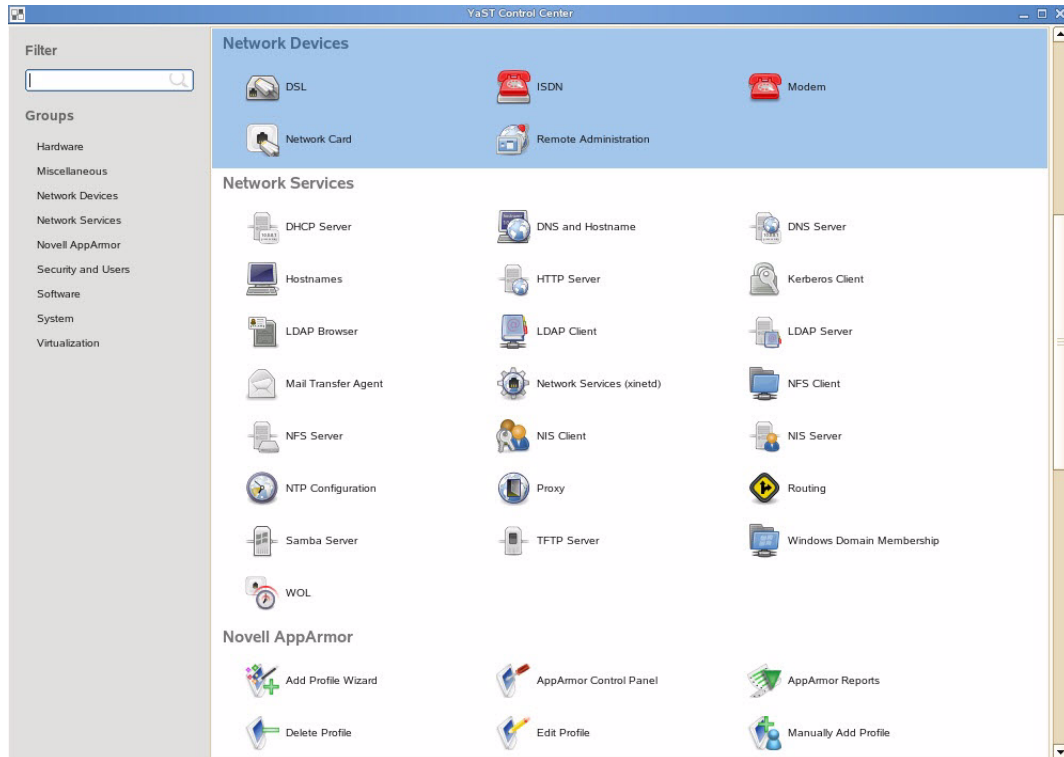 YaST Control Center
Filter
Groups
Hardware
Miscellaneous
Network Devices
Network Services
Novell AppArmor
Security and Users
Software
System
Virtualization
Network Devices
DSL ISDN Modem
Network Card Remote Administration
Network Services
DHCP Server DNS and Hostname DNS Server
Hostnames HTTP Server Kerberos Client
LDAP Browser LDAP Client LDAP Server
Mail Transfer Agent Network Services (xinetd) NFS Client
NFS Server NIS Client NIS Server
NTP Configuration Proxy Routing
Samba Server TFTP Server Windows Domain Membership
WOL
Novell AppArmor
Add Profile Wizard AppArmor Control Panel AppArmor Reports
Delete Profile Edit Profile Manually Add Profile